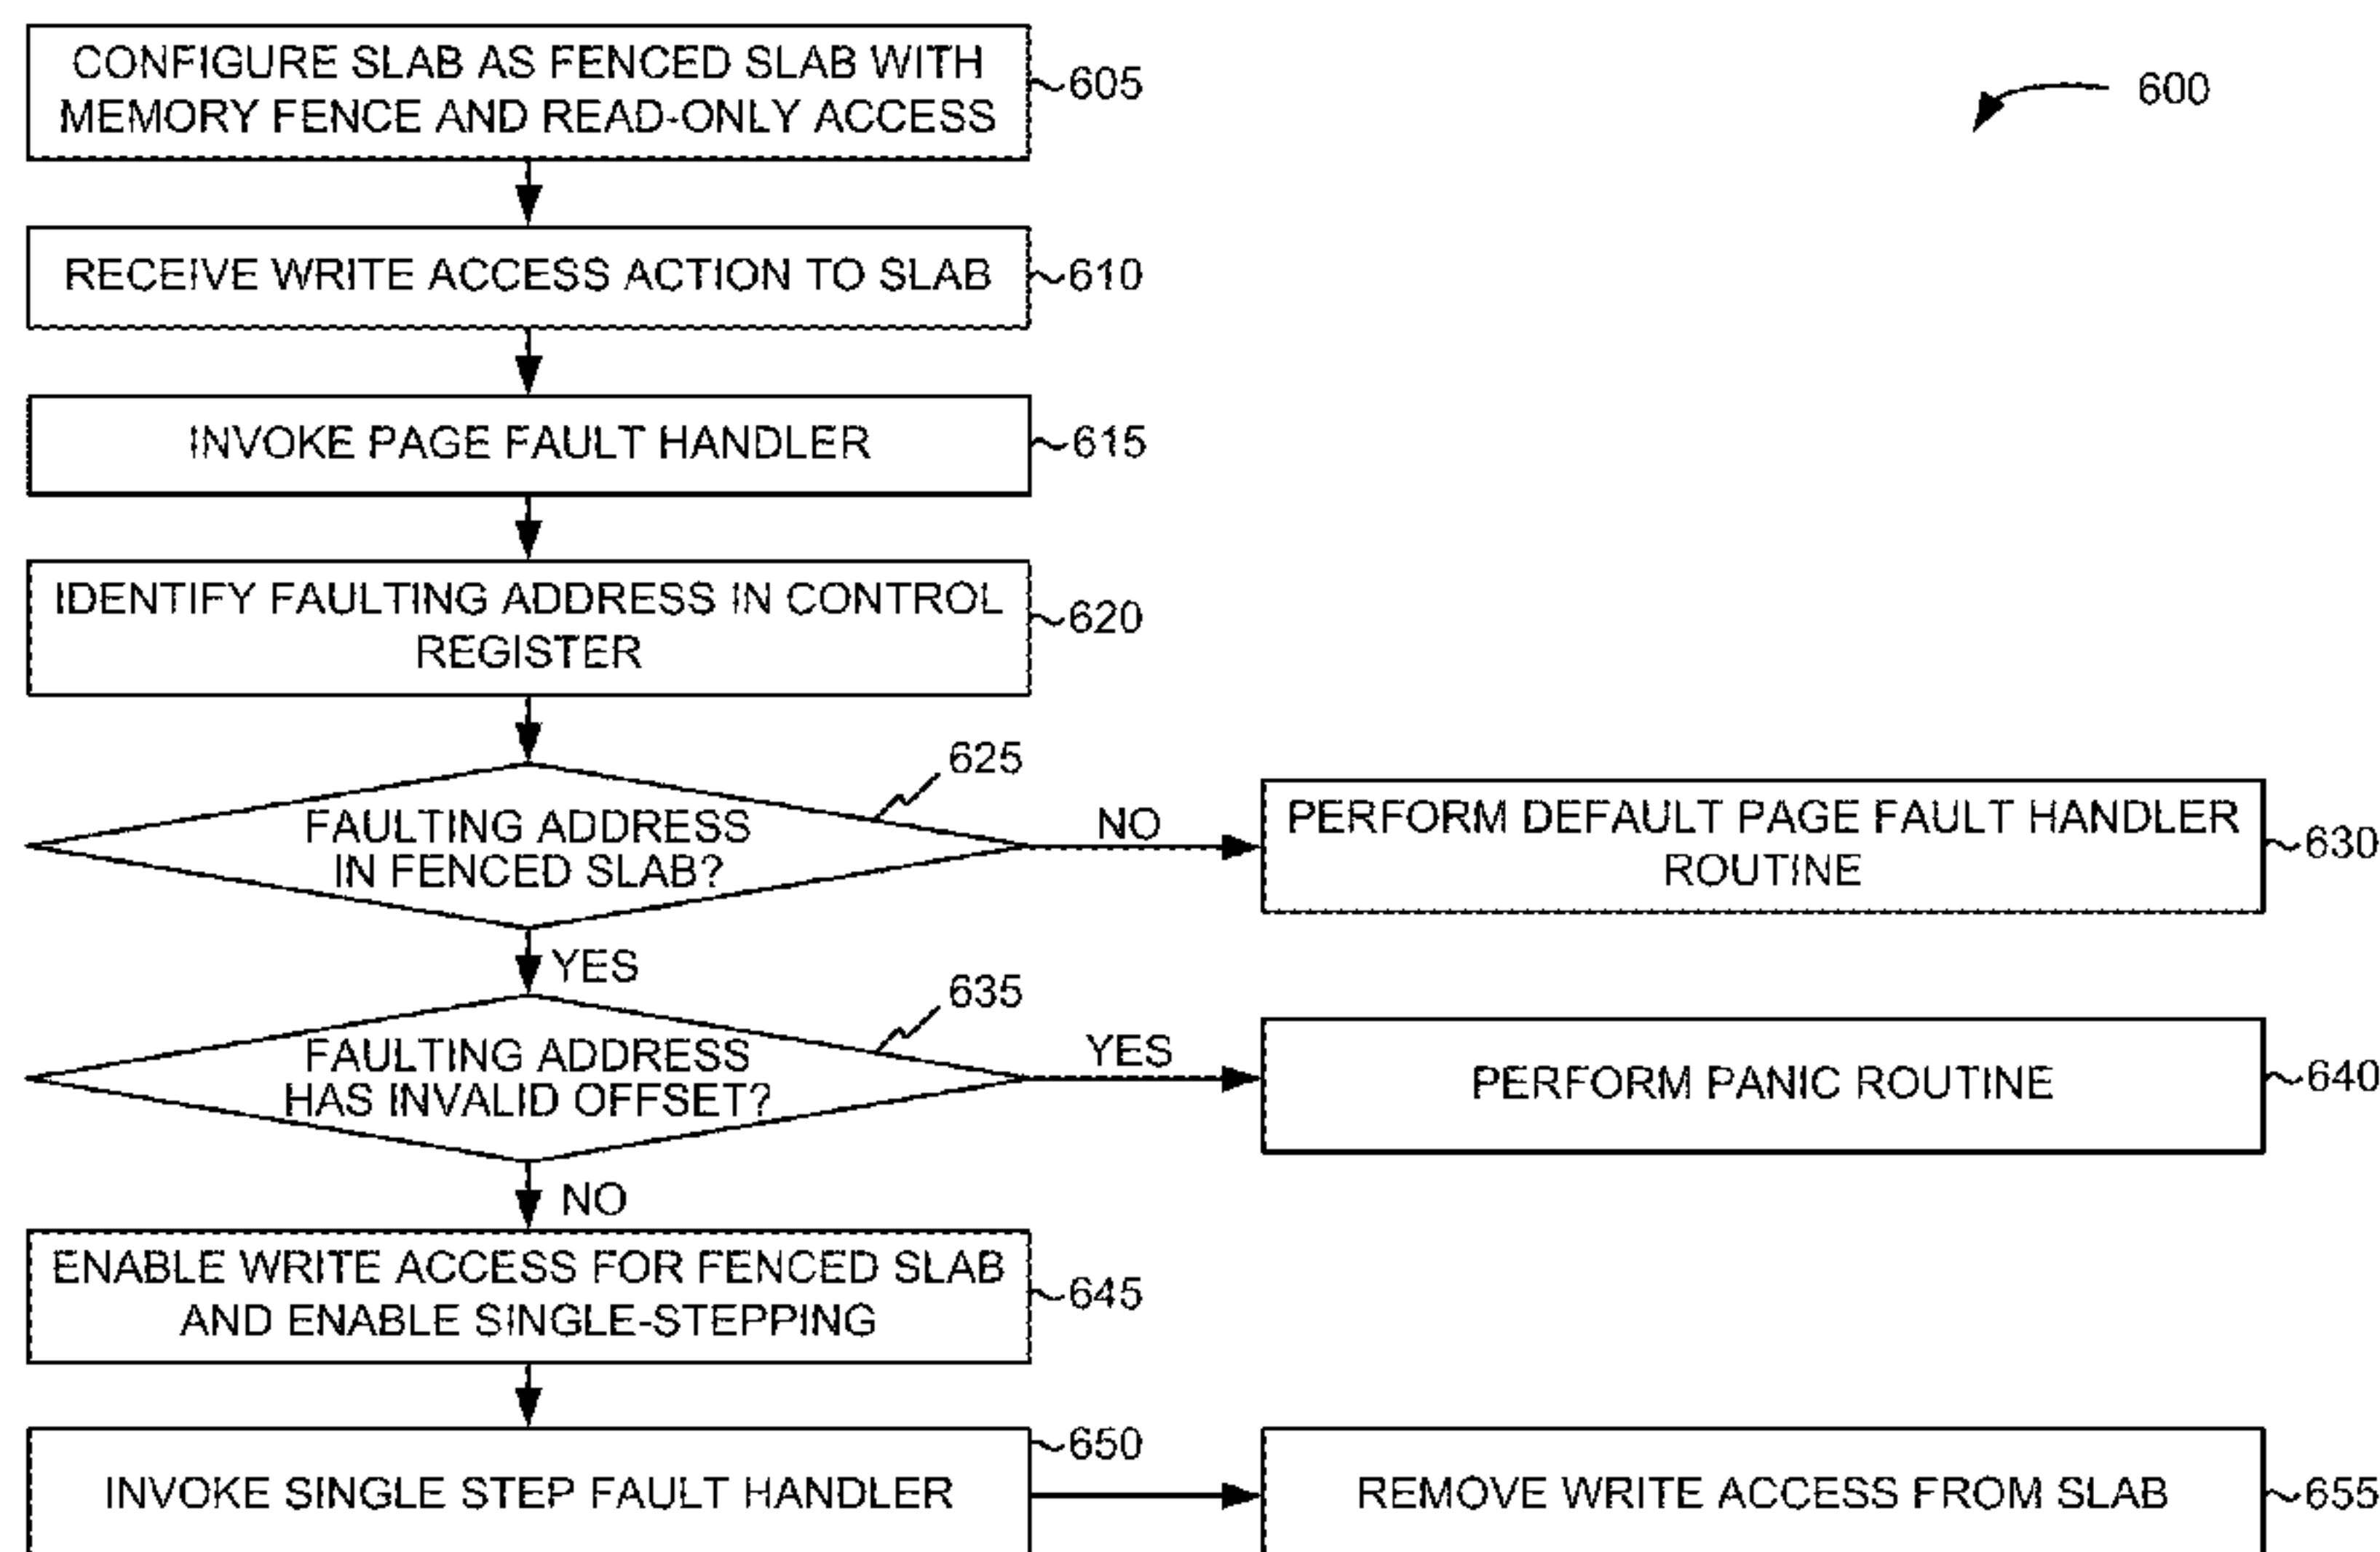 CONFIGURE SLAB AS FENCED SLAB WITH
MEMORY FENCE AND READ-ONLY ACCESS
605
600
RECEIVE WRITE ACCESS ACTION TO SLAB
610
INVOKE PAGE FAULT HANDLER
615
IDENTIFY FAULTING ADDRESS IN CONTROL
REGISTER
620
625
FAULTING ADDRESS
IN FENCED SLAB?
NO
PERFORM DEFAULT PAGE FAULT HANDLER
ROUTINE
630
YES
635
FAULTING ADDRESS
HAS INVALID OFFSET?
YES
PERFORM PANIC ROUTINE
640
NO
ENABLE WRITE ACCESS FOR FENCED SLAB
AND ENABLE SINGLE-STEPPING
645
INVOKE SINGLE STEP FAULT HANDLER
650
REMOVE WRITE ACCESS FROM SLAB
655